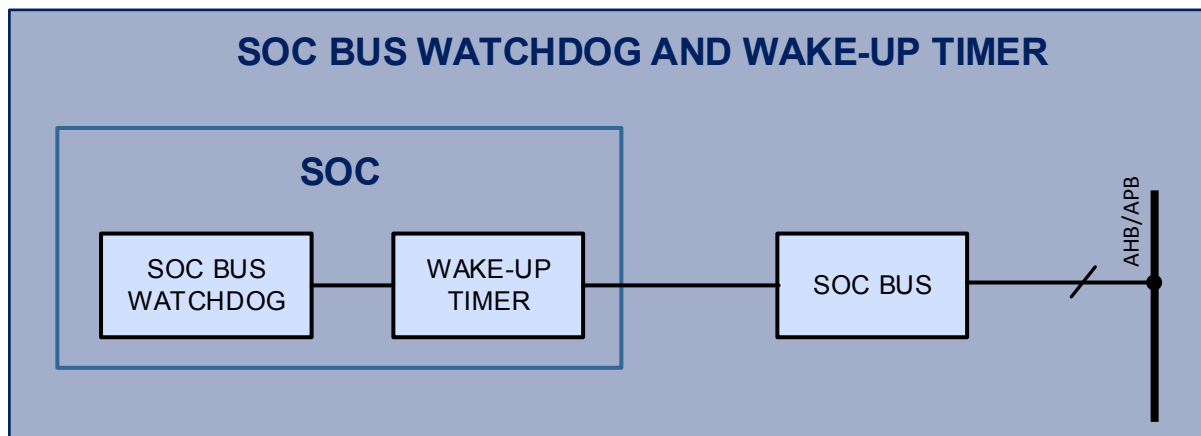 SOC BUS WATCHDOG AND WAKE-UP TIMER
SOC
SOC BUS
WATCHDOG
WAKE-UP
TIMER
SOC BUS
AHB/APB